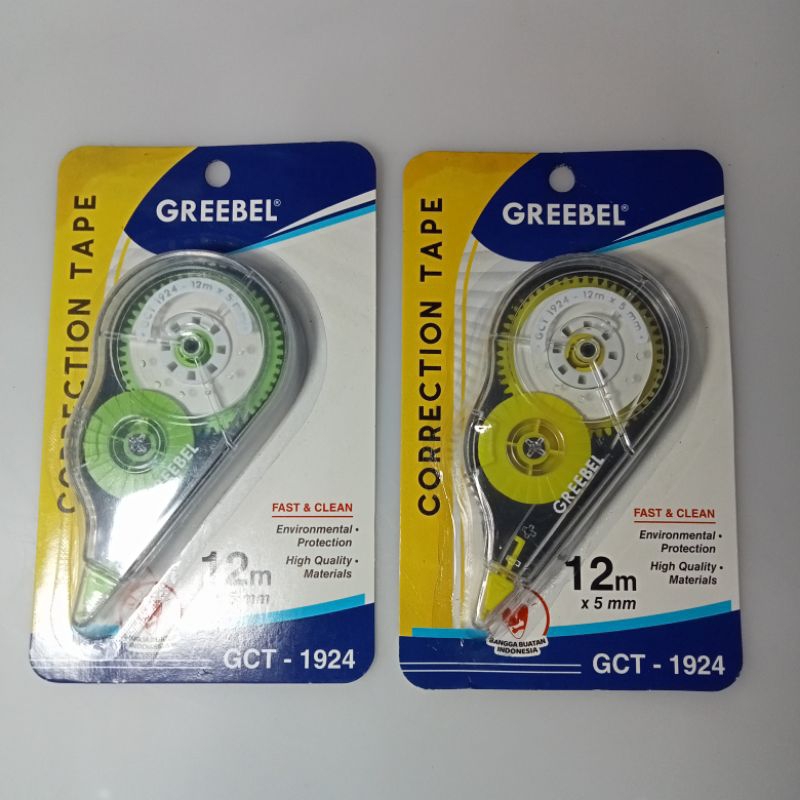 GREEBEL®
CORRECTION TAPE
GCT 1924 - 12m x 5 mm
GREEBEL
FAST & CLEAN
Environmental •
Protection
High Quality •
Materials
12m
mm
GCT - 1924
GREEBEL®
CORRECTION TAPE
GCT 1924 - 12m x 5 mm
GREEBEL
FAST & CLEAN
Environmental •
Protection
High Quality •
Materials
12m
x 5 mm
BANGGA BUATAN
INDONESIA
GCT - 1924